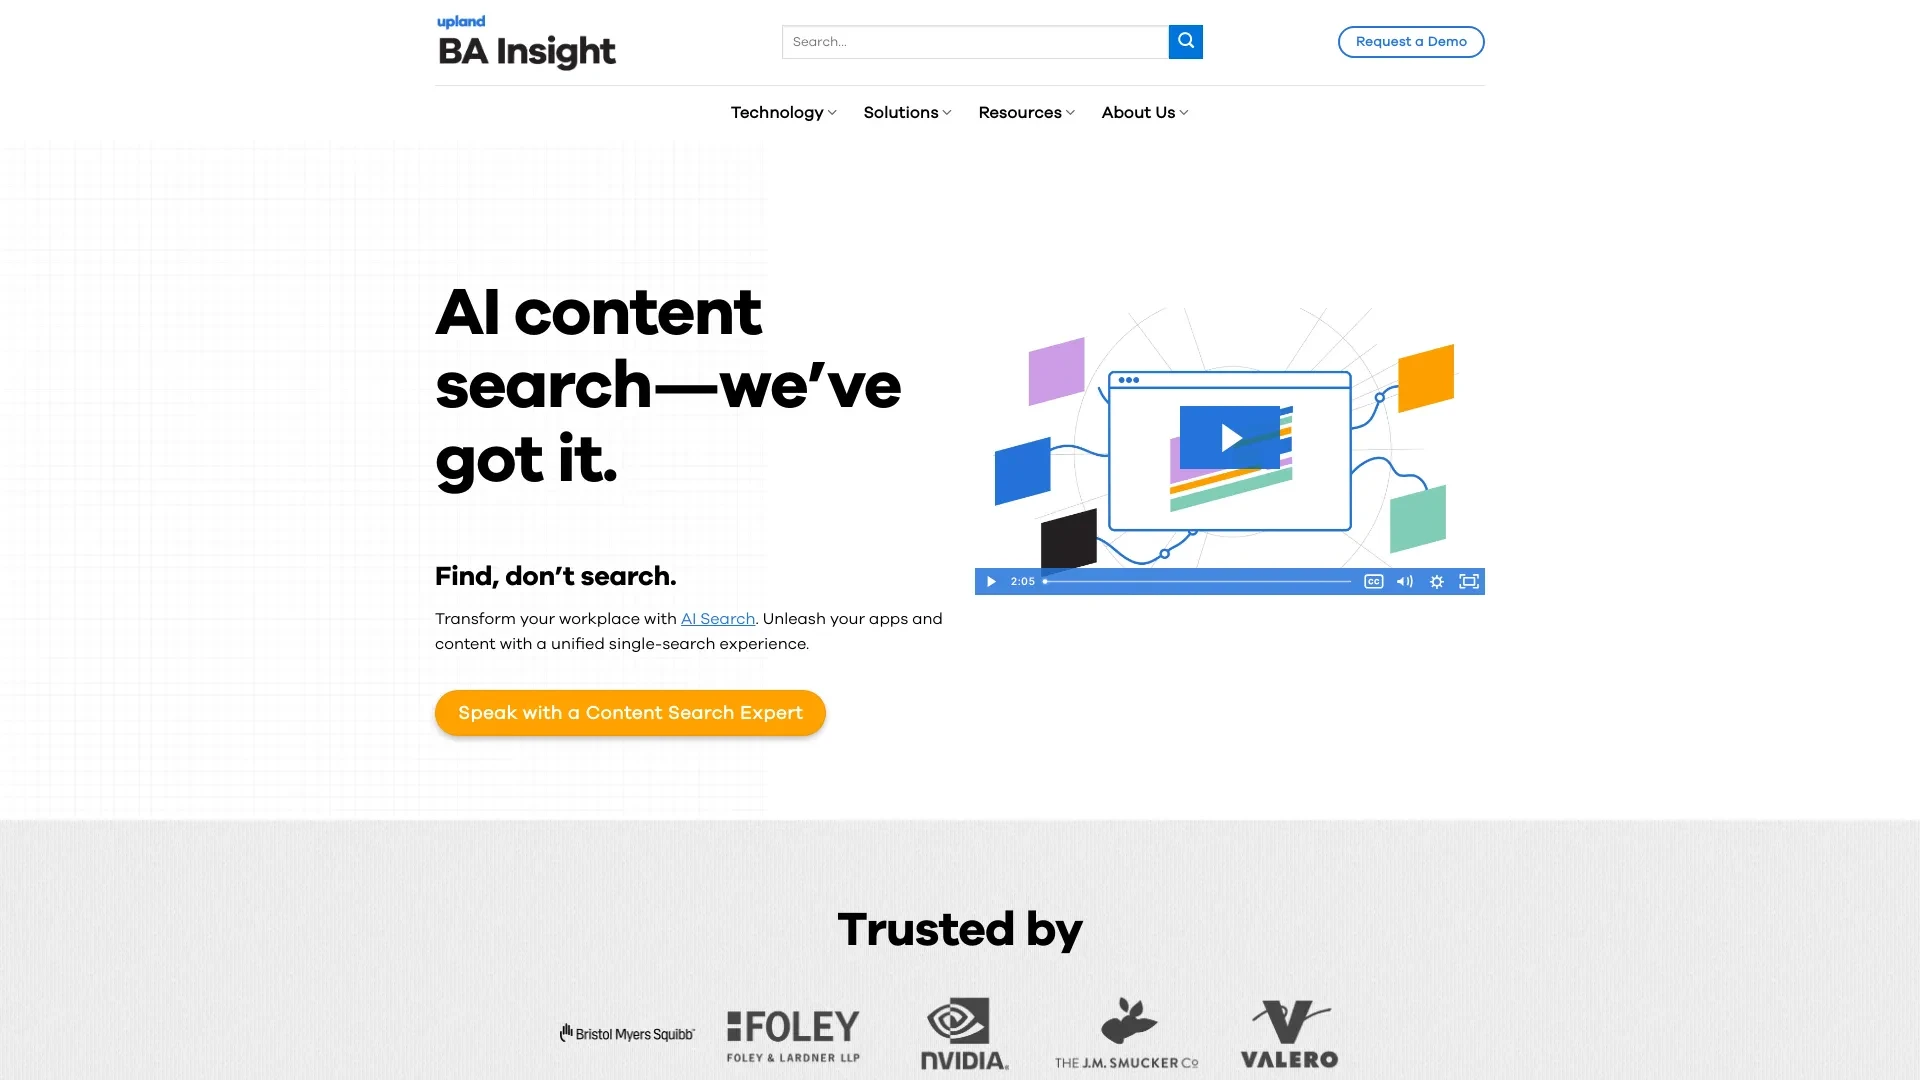 upland
BA Insight
Search...
Request a Demo
Technology
Solutions
Resources
About Us
AI content
search—we’ve
got it.
Find, don’t search.
Transform your workplace with AI Search. Unleash your apps and
content with a unified single-search experience.
Speak with a Content Search Expert
2:05
CC
Trusted by
Bristol Myers Squibb™
FOLEY
FOLEY & LARDNER LLP
NVIDIA®
THE J.M. SMUCKER Co
VALERO